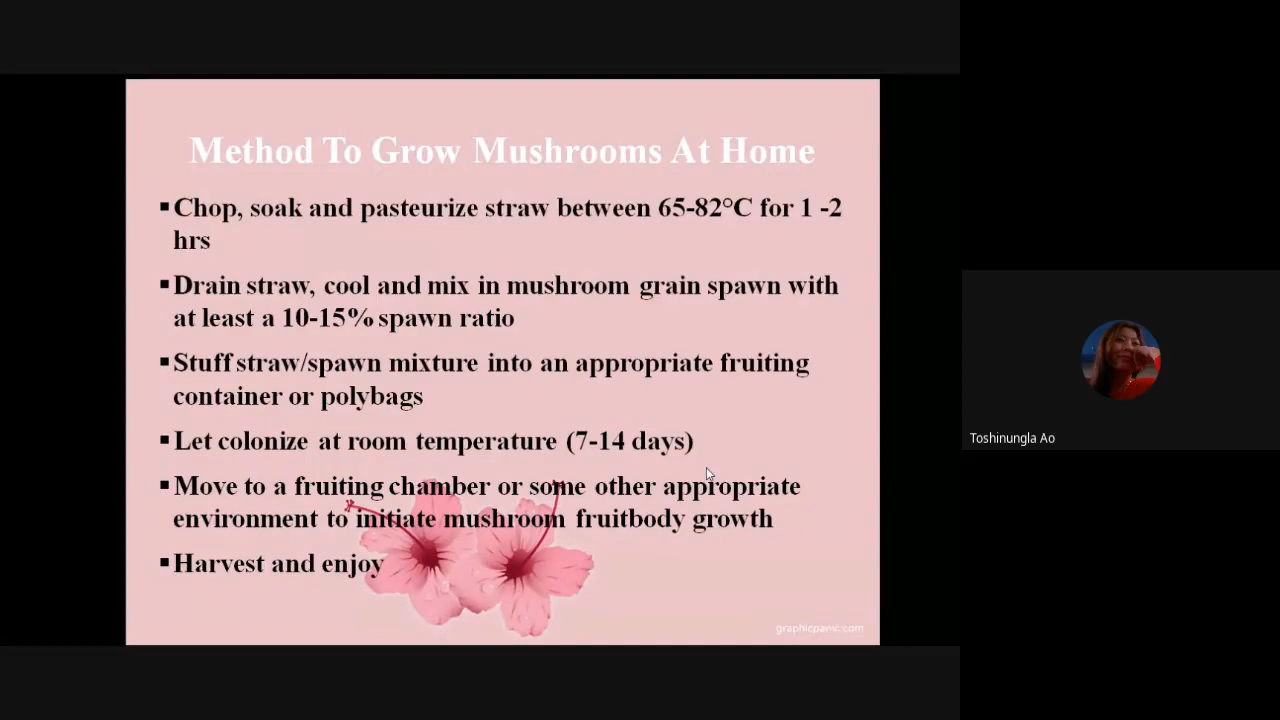 Method To Grow Mushrooms At Home
▪Chop, soak and pasteurize straw between 65-82°C for 1 -2
hrs
▪Drain straw, cool and mix in mushroom grain spawn with
at least a 10-15% spawn ratio
▪Stuff straw/spawn mixture into an appropriate fruiting
container or polybags
▪Let colonize at room temperature (7-14 days)
▪Move to a fruiting chamber or some other appropriate
environment to initiate mushroom fruitbody growth
▪Harvest and enjoy
Toshinungla Ao